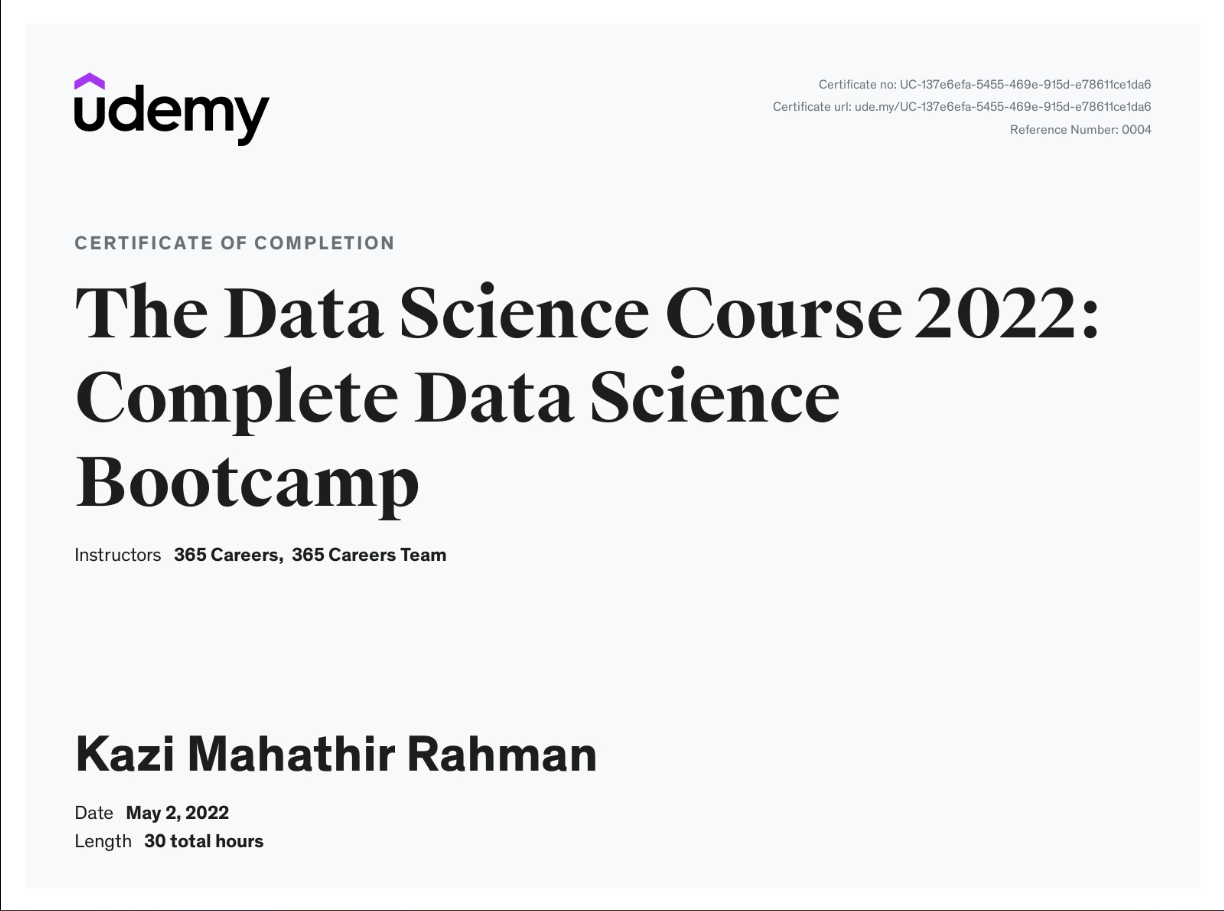 udemy
Certificate no: UC-137e6efa-5455-469e-915d-e78611ce1da6
Certificate url: ude.my/UC-137e6efa-5455-469e-915d-e78611ce1da6
Reference Number: 0004
CERTIFICATE OF COMPLETION
The Data Science Course 2022:
Complete Data Science
Bootcamp
Instructors 365 Careers, 365 Careers Team
Kazi Mahathir Rahman
Date May 2, 2022
Length 30 total hours